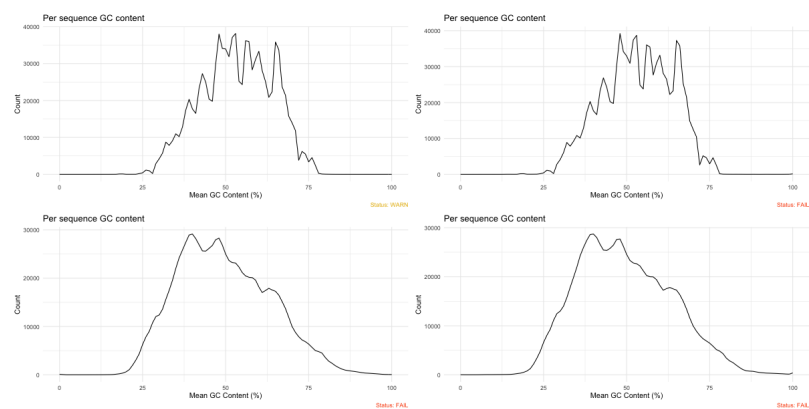 Per sequence GC content
40000
30000
20000
10000
0
Count
0
25
50
75
100
Mean GC Content (%)
Status: WARN
Per sequence GC content
40000
30000
20000
10000
0
Count
0
25
50
75
100
Mean GC Content (%)
Status: FAIL
Per sequence GC content
30000
20000
10000
0
Count
0
25
50
75
100
Mean GC Content (%)
Status: FAIL
Per sequence GC content
30000
20000
10000
0
Count
0
25
50
75
100
Mean GC Content (%)
Status: FAIL